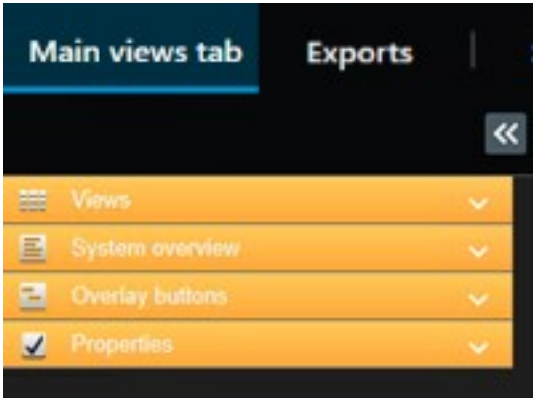 Main views tab Exports
Views
System overview
Overlay buttons
Properties